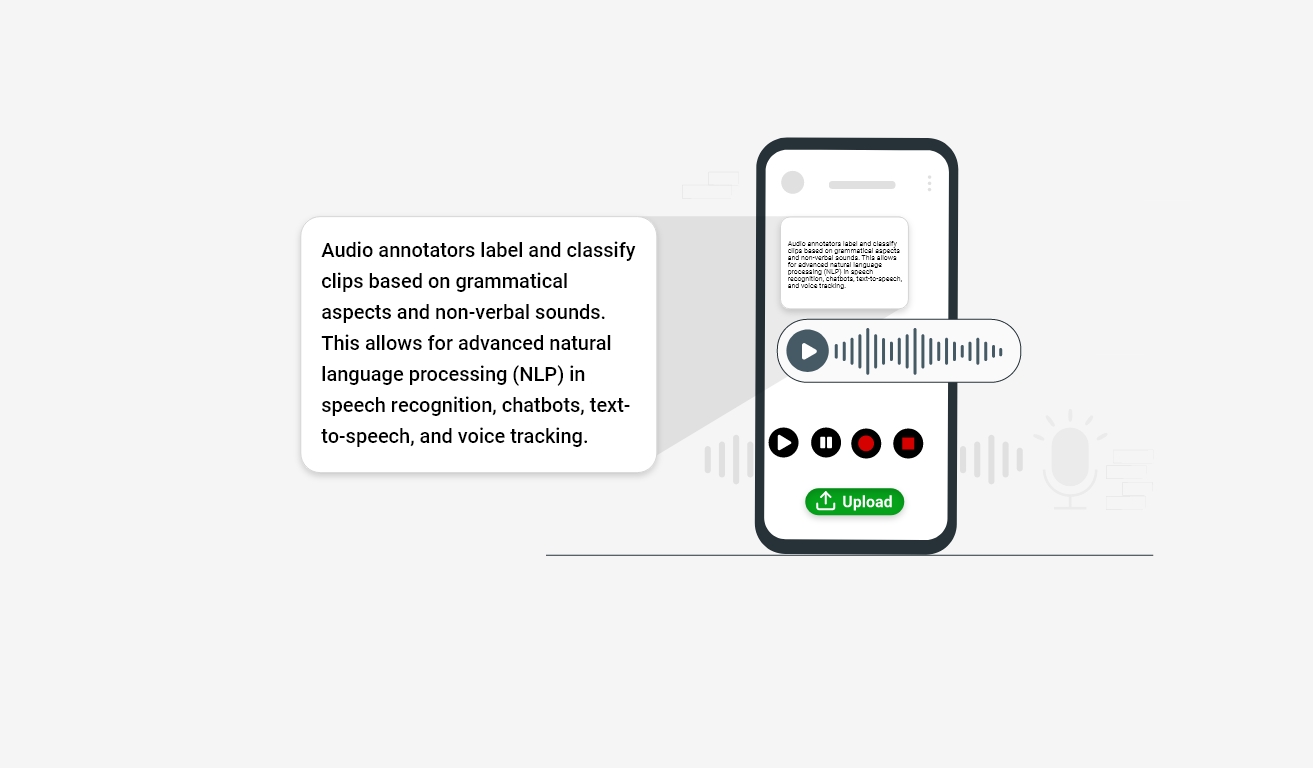 Audio annotators label and classify
clips based on grammatical
aspects and non-verbal sounds.
This allows for advanced natural
language processing (NLP) in
speech recognition, chatbots, text-
to-speech, and voice tracking.
Audio annotators label and classify
clips based on grammatical aspects
and non-verbal sounds. This allows
for advanced natural language
processing (NLP) in speech
recognition, chatbots, text-to-speech,
and voice tracking.
Upload